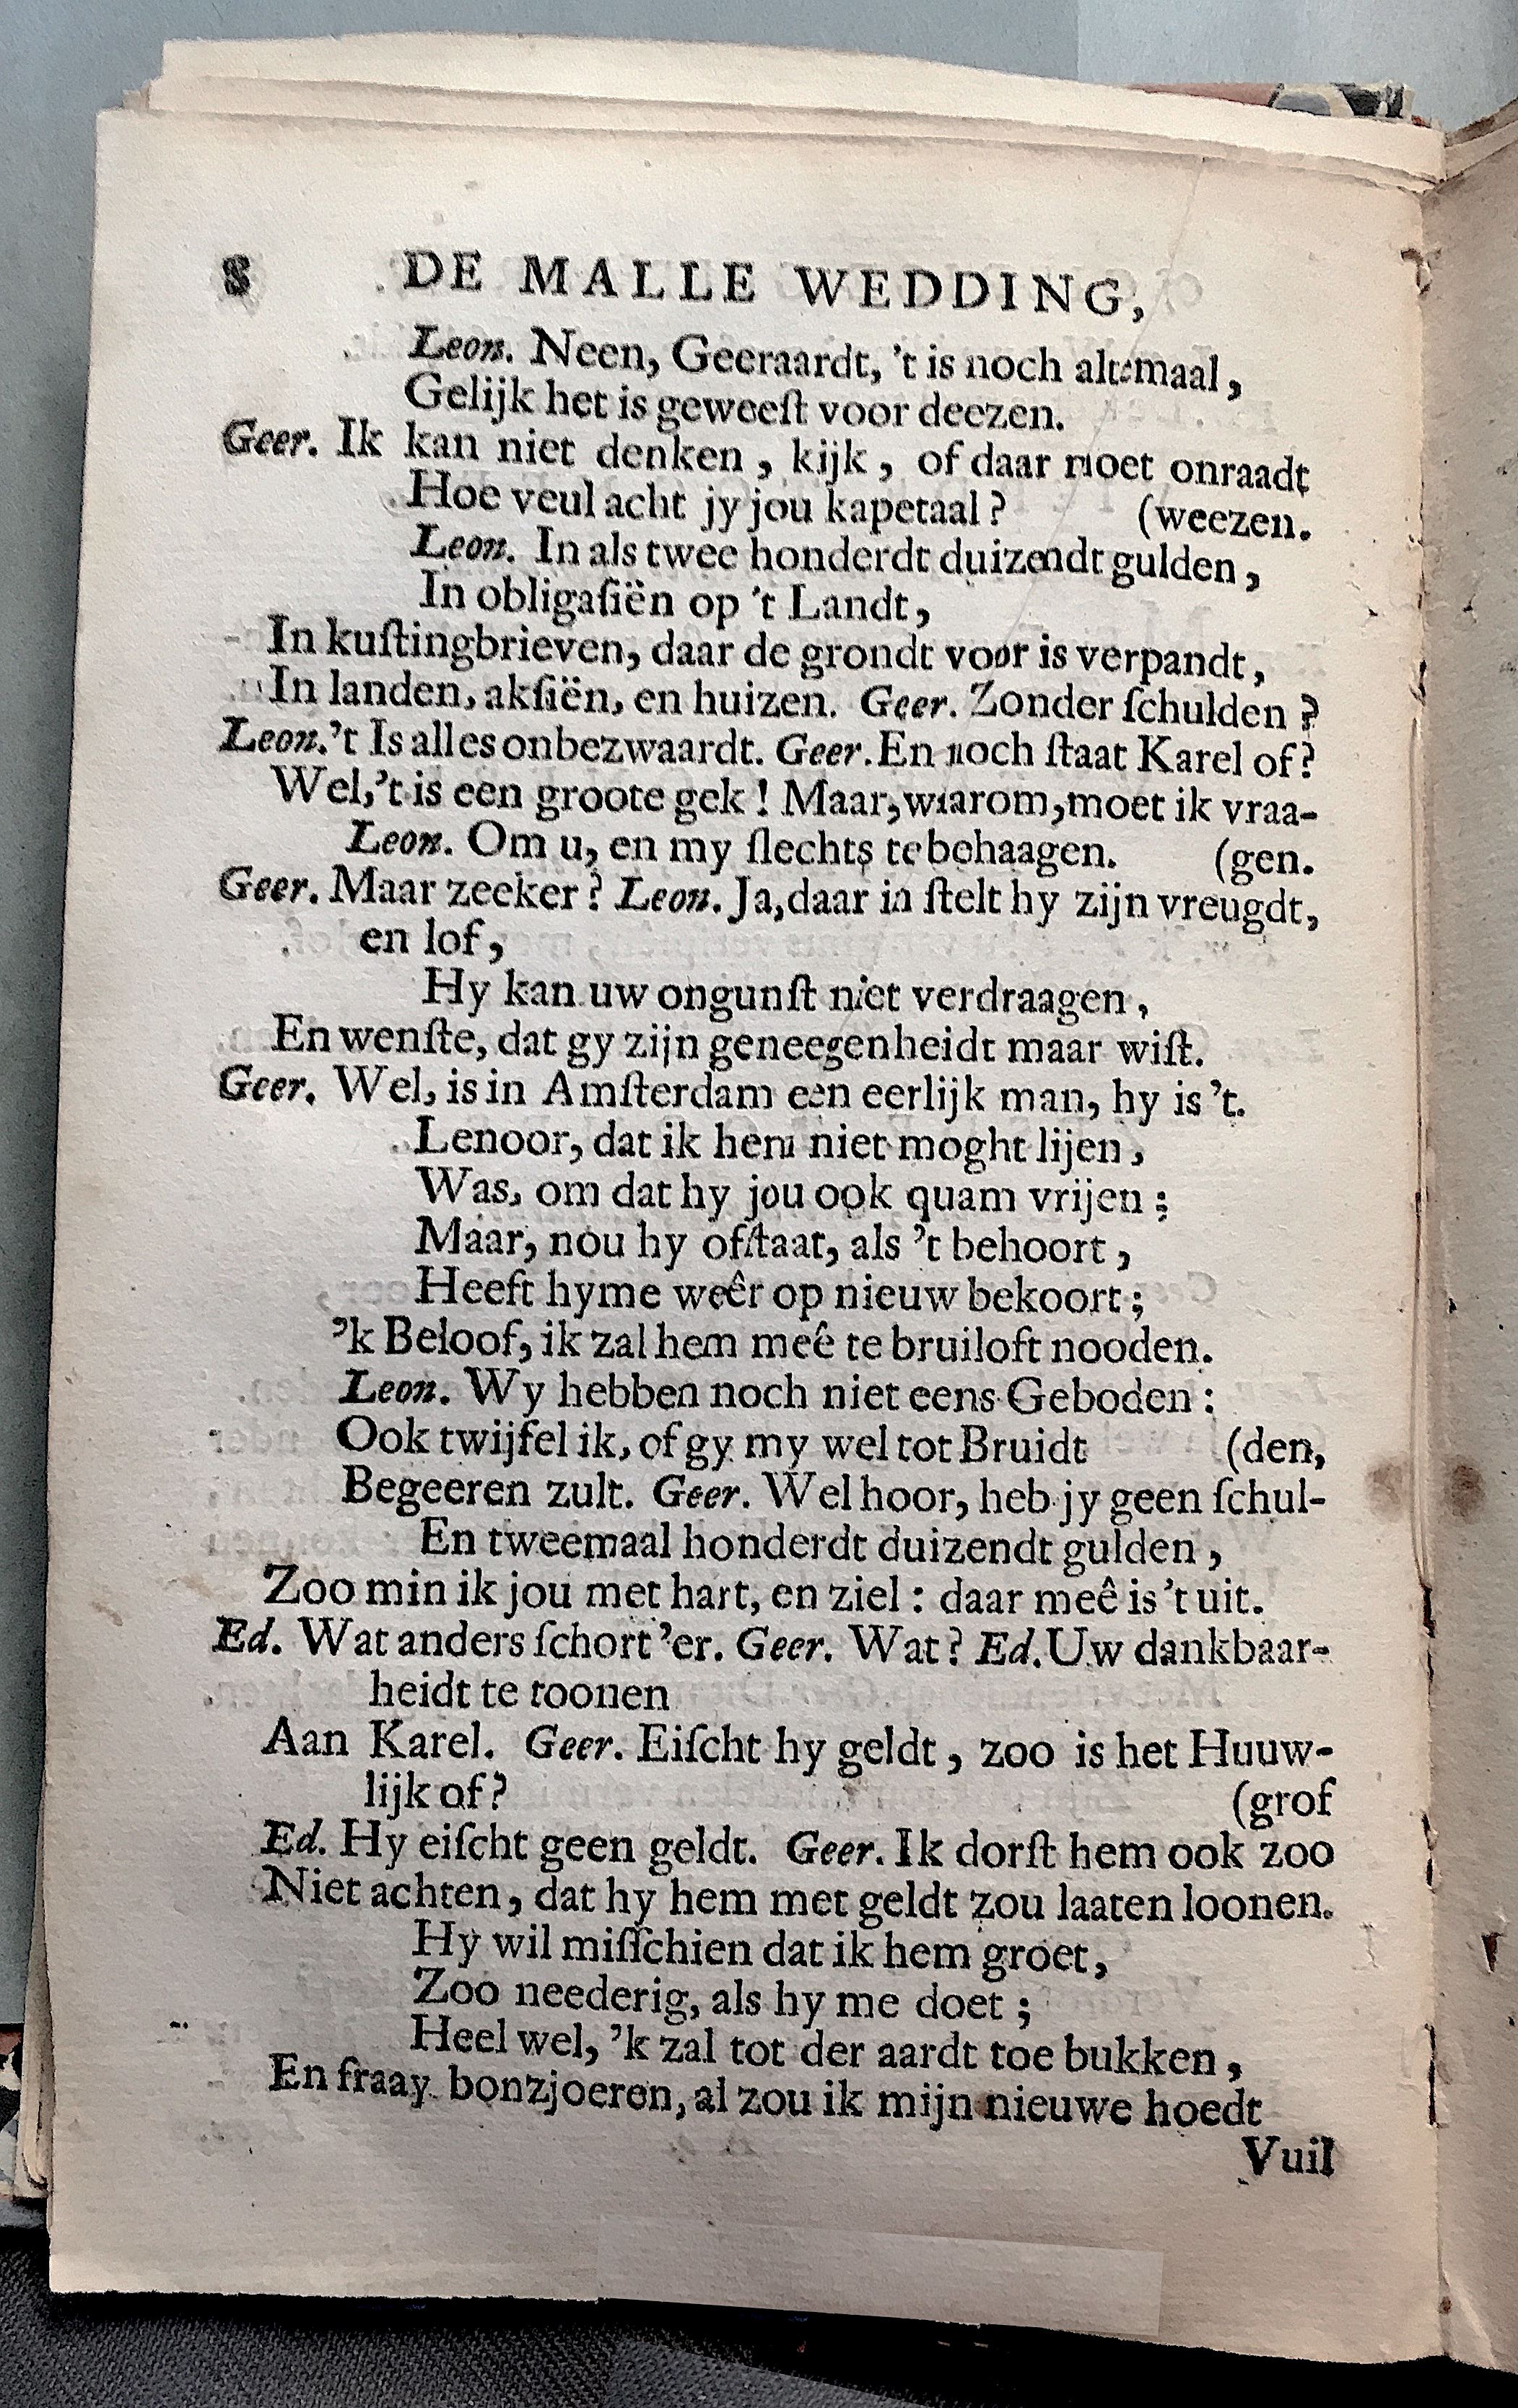 8 DE MALLE WEDDING,
Leon. Neen, Geeraardt, 't is noch altemaal,
Gelijk het is geweeſt voor deezen.
Geer. Ik kan niet denken, kijk, of daar moet onraadt
Hoe veul acht jy jou kapetaal? (weezen.
Leon. In als twee honderdt duizendt gulden,
In obligaſiën op 't Landt,
In kuſtingbrieven, daar de grondt voor is verpandt,
In landen, akſiën, en huizen. Geer. Zonder ſchulden?
Leon. 't Is alles onbezwaardt. Geer. En noch ſtaat Karel of?
Wel, 't is een groote gek! Maar, waarom, moet ik vraa-
Leon. Om u, en my ſlechts te behaagen. (gen.
Geer. Maar zeeker? Leon. Ja, daar in ſtelt hy zijn vreugdt,
en lof,
Hy kan uw ongunſt niet verdraagen,
En wenſte, dat gy zijn geneegenheidt maar wiſt.
Geer. Wel, is in Amſterdam een eerlijk man, hy is 't.
Lenoor, dat ik hem niet moght lijen,
Was, om dat hy jou ook quam vrijen;
Maar, nou hy ofſtaat, als 't behoort,
Heeft hy me weêr op nieuw bekoort;
'k Beloof, ik zal hem meê te bruiloft nooden.
Leon. Wy hebben noch niet eens Geboden:
Ook twijfel ik, of gy my wel tot Bruidt (den,
Begeeren zult. Geer. Wel hoor, heb jy geen ſchul-
En tweemaal honderdt duizendt gulden,
Zoo min ik jou met hart, en ziel: daar meê is 't uit.
Ed. Wat anders ſchort 'er. Geer. Wat? Ed. Uw dankbaar-
heidt te toonen
Aan Karel. Geer. Eiſcht hy geldt, zoo is het Huuw-
lijk of? (grof
Ed. Hy eiſcht geen geldt. Geer. Ik dorſt hem ook zoo
Niet achten, dat hy hem met geldt zou laaten loonen.
Hy wil miſſchien dat ik hem groet,
Zoo neederig, als hy me doet;
Heel wel, 'k zal tot der aardt toe bukken,
En fraay bonzjoeren, al zou ik mijn nieuwe hoedt
Vuil